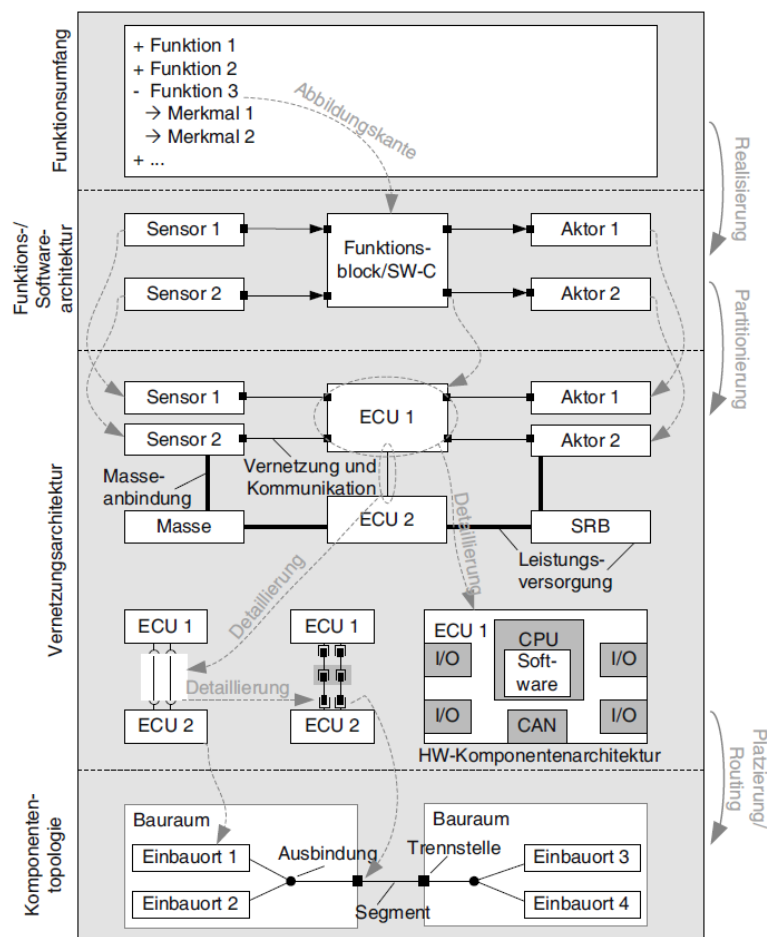 Funktionsumfang
+ Funktion 1
+ Funktion 2
- Funktion 3
→ Merkmal 1
→ Merkmal 2
+ ...
Abbildungskante
Realisierung
Funktions-/
Software-
architektur
Sensor 1
Funktions-
block/SW-C
Aktor 1
Sensor 2
Aktor 2
Partitionierung
Vernetzungsarchitektur
Sensor 1
ECU 1
Aktor 1
Sensor 2
Aktor 2
Masse-
anbindung
Vernetzung und
Kommunikation
Detaillierung
Masse
ECU 2
SRB
Leistungs-
versorgung
Detaillierung
ECU 1
ECU 1
ECU 1
CPU
I/O
Soft-
ware
I/O
Detaillierung
I/O
I/O
CAN
ECU 2
ECU 2
HW-Komponentenarchitektur
Platzierung/
Routing
Komponenten-
topologie
Bauraum
Bauraum
Einbauort 1
Ausbindung
Trennstelle
Einbauort 3
Einbauort 2
Segment
Einbauort 4